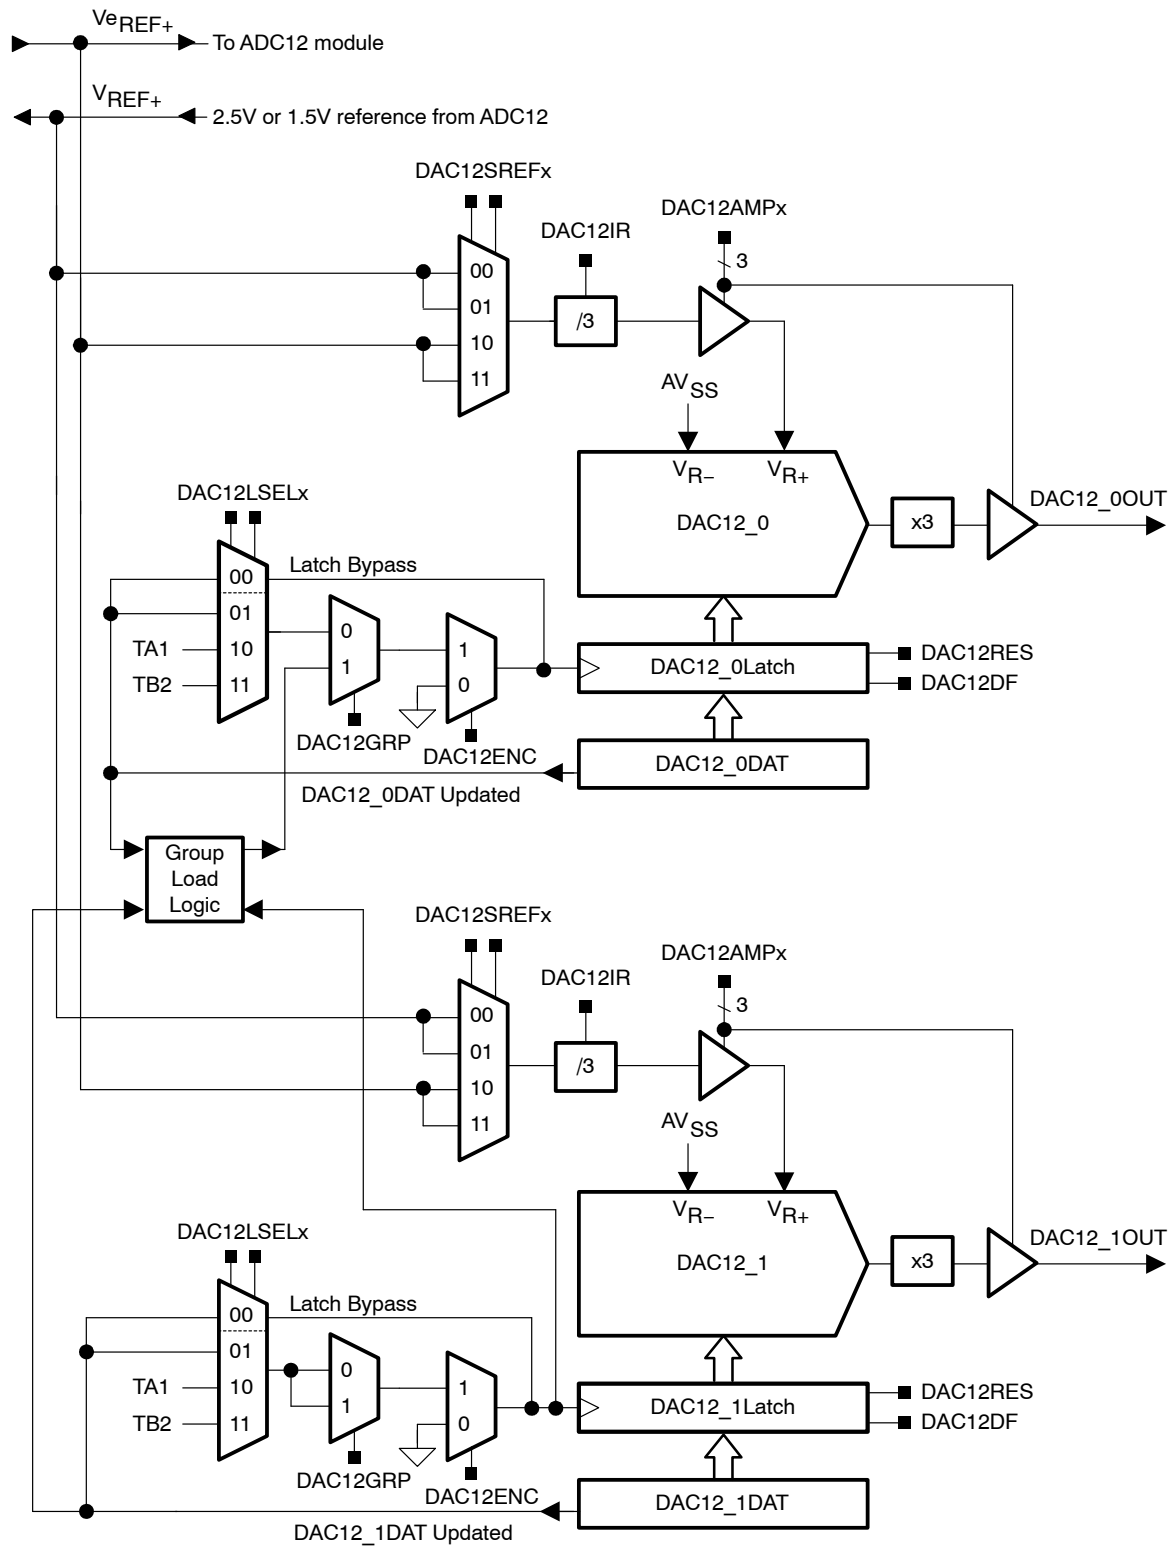 VeREF+
To ADC12 module
VREF+
2.5V or 1.5V reference from ADC12
DAC12SREFx
DAC12AMPx
DAC12IR
3
00
01
10
11
/3
AVSS
VR−
VR+
DAC12_0
x3
DAC12_0OUT
DAC12LSELx
Latch Bypass
00
01
TA1
10
TB2
11
0
1
1
0
DAC12GRP
DAC12ENC
DAC12_0Latch
DAC12RES
DAC12DF
DAC12_0DAT
DAC12_0DAT Updated
Group
Load
Logic
DAC12SREFx
DAC12AMPx
DAC12IR
3
00
01
10
11
/3
AVSS
VR−
VR+
DAC12_1
x3
DAC12_1OUT
DAC12LSELx
Latch Bypass
00
01
TA1
10
TB2
11
0
1
1
0
DAC12GRP
DAC12ENC
DAC12_1Latch
DAC12RES
DAC12DF
DAC12_1DAT
DAC12_1DAT Updated